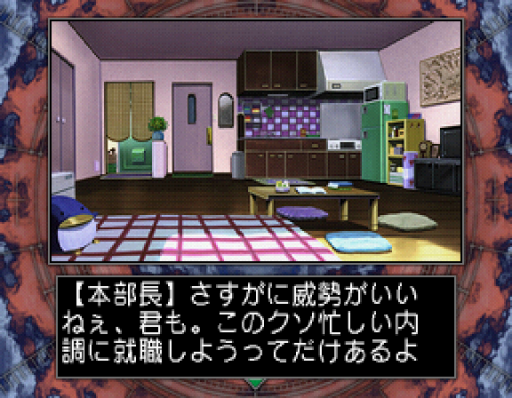 【本部長】さすがに威勢がいい
ねぇ、君も。このクソ忙しい内
調に就職しようってだけあるよ